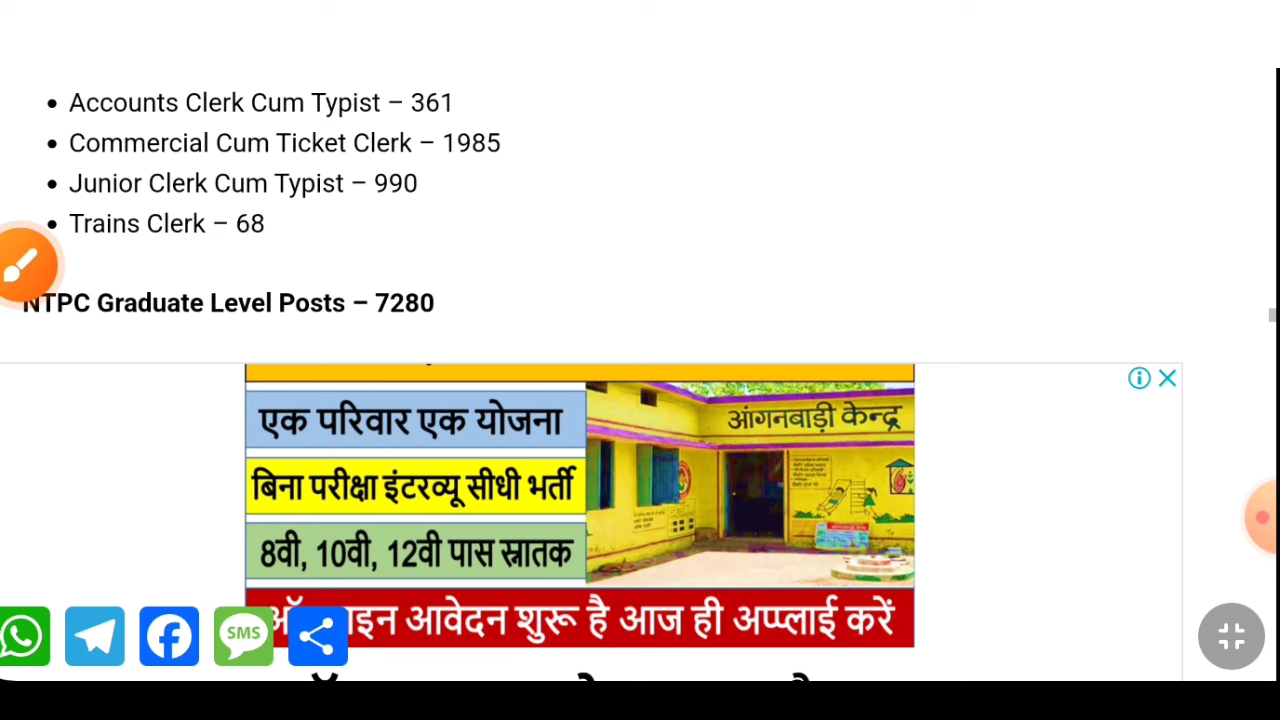 Accounts Clerk Cum Typist – 361
Commercial Cum Ticket Clerk – 1985
Junior Clerk Cum Typist – 990
Trains Clerk – 68
NTPC Graduate Level Posts – 7280
एक परिवार एक योजना
आंगनबाड़ी केन्द्र
बिना परीक्षा इंटरव्यू सीधी भर्ती
8वी, 10वी, 12वी पास स्नातक
आवेदन शुरू है आज ही अप्प्लाई करें
SMS